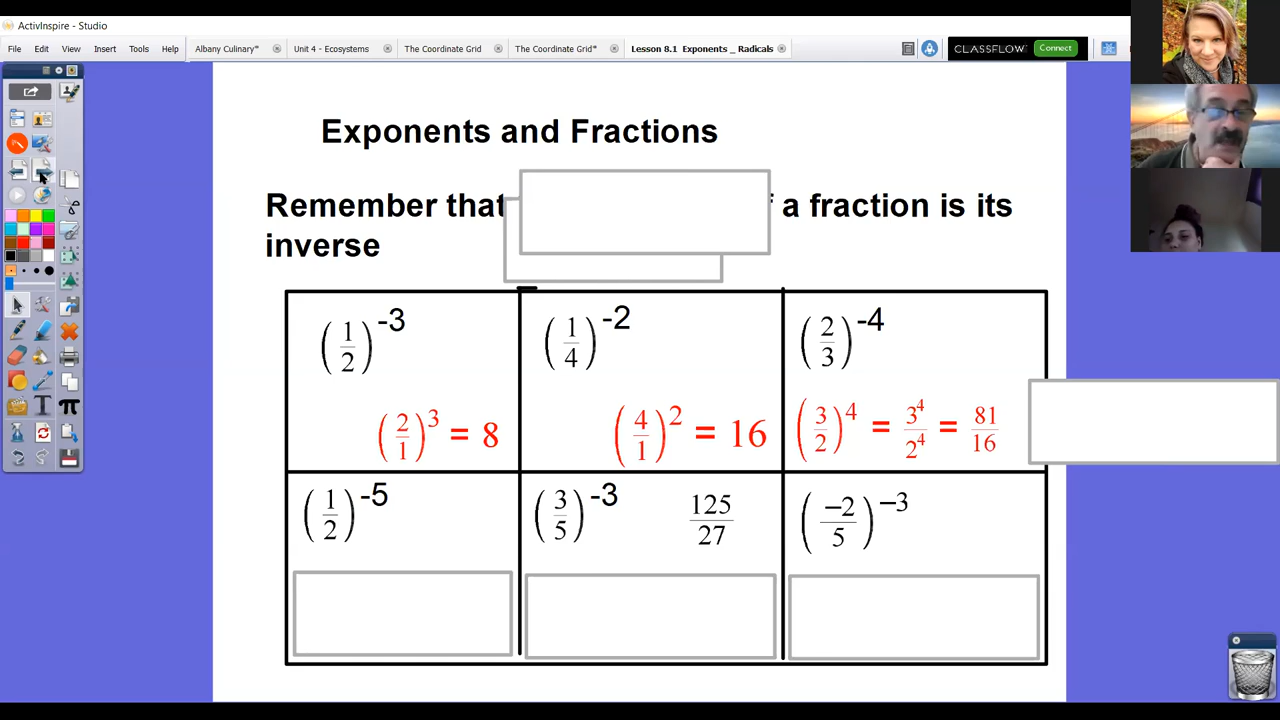 ActivInspire - Studio
File Edit View Insert Tools Help
Albany Culinary* Unit 4 - Ecosystems The Coordinate Grid The Coordinate Grid* Lesson 8.1 Exponents _ Radicals
CLASSFLOW Connect
Exponents and Fractions
Remember that a fraction is its
inverse
(1/2)^-3 (1/4)^-2 (2/3)^-4
(2/1)^3 = 8 (4/1)^2 = 16 (3/2)^4 = 3^4/2^4 = 81/16
(1/2)^-5 (3/5)^-3 125/27 (-2/5)^-3